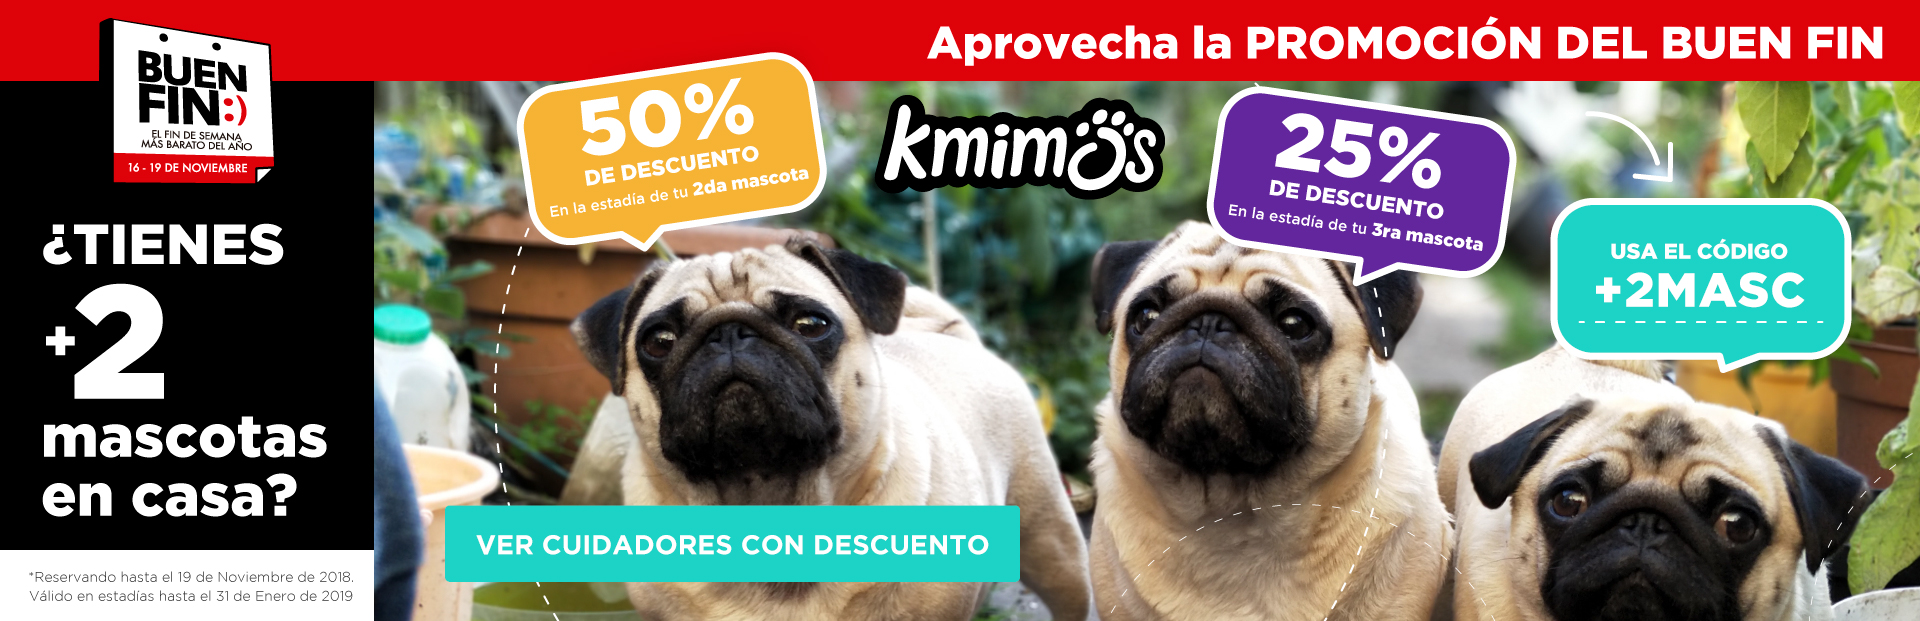 Aprovecha la PROMOCIÓN DEL BUEN FIN
BUEN
FIN:)
EL FIN DE SEMANA
MÁS BARATO DEL AÑO
16 - 19 DE NOVIEMBRE
¿TIENES
+2
mascotas
en casa?
*Reservando hasta el 19 de Noviembre de 2018.
Válido en estadías hasta el 31 de Enero de 2019
50%
DE DESCUENTO
En la estadía de tu 2da mascota
kmimos
25%
DE DESCUENTO
En la estadía de tu 3ra mascota
USA EL CÓDIGO
+2MASC
VER CUIDADORES CON DESCUENTO